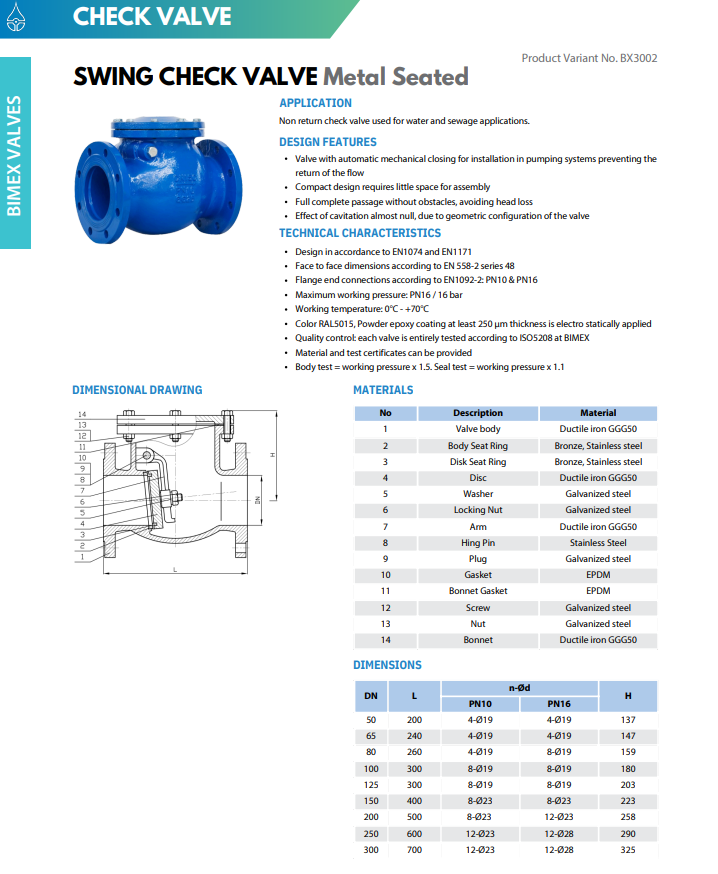 CHECK VALVE
BIMEX VALVES
Product Variant No. BX3002
SWING CHECK VALVE Metal Seated
APPLICATION
Non return check valve used for water and sewage applications.
DESIGN FEATURES
• Valve with automatic mechanical closing for installation in pumping systems preventing the
return of the flow
• Compact design requires little space for assembly
• Full complete passage without obstacles, avoiding head loss
• Effect of cavitation almost null, due to geometric configuration of the valve
TECHNICAL CHARACTERISTICS
• Design in accordance to EN1074 and EN1171
• Face to face dimensions according to EN 558-2 series 48
• Flange end connections according to EN1092-2: PN10 & PN16
• Maximum working pressure: PN16 / 16 bar
• Working temperature: 0°C - +70°C
• Color RAL5015, Powder epoxy coating at least 250 µm thickness is electro statically applied
• Quality control: each valve is entirely tested according to ISO5208 at BIMEX
• Material and test certificates can be provided
• Body test = working pressure x 1.5. Seal test = working pressure x 1.1
DIMENSIONAL DRAWING
14
13
12
11
10
9
8
7
6
5
4
3
2
1
H
DN
L
MATERIALS
No Description Material
1 Valve body Ductile iron GGG50
2 Body Seat Ring Bronze, Stainless steel
3 Disk Seat Ring Bronze, Stainless steel
4 Disc Ductile iron GGG50
5 Washer Galvanized steel
6 Locking Nut Galvanized steel
7 Arm Ductile iron GGG50
8 Hing Pin Stainless Steel
9 Plug Galvanized steel
10 Gasket EPDM
11 Bonnet Gasket EPDM
12 Screw Galvanized steel
13 Nut Galvanized steel
14 Bonnet Ductile iron GGG50
DIMENSIONS
DN L n-Ød H
PN10 PN16
50 200 4-Ø19 4-Ø19 137
65 240 4-Ø19 4-Ø19 147
80 260 4-Ø19 8-Ø19 159
100 300 8-Ø19 8-Ø19 180
125 300 8-Ø19 8-Ø19 203
150 400 8-Ø23 8-Ø23 223
200 500 8-Ø23 12-Ø23 258
250 600 12-Ø23 12-Ø28 290
300 700 12-Ø23 12-Ø28 325